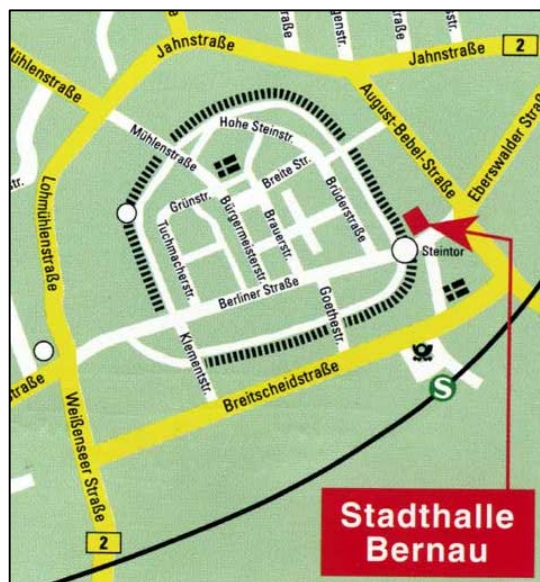 Jahnstraße
Jahnstraße
2
Mühlenstraße
August-Bebel-Straße
Eberswalder Straße
Hohe Steinstr.
Mühlenstraße
Breite Str.
Grünstr.
Brüderstraße
Lohmühlenstraße
Tuchmacherstr.
Bürgermeisterstr.
Brauerstr.
Steintor
Berliner Straße
Goethestr.
Klementstr.
Breitscheidstraße
Weißenseer Straße
S
2
Stadthalle
Bernau